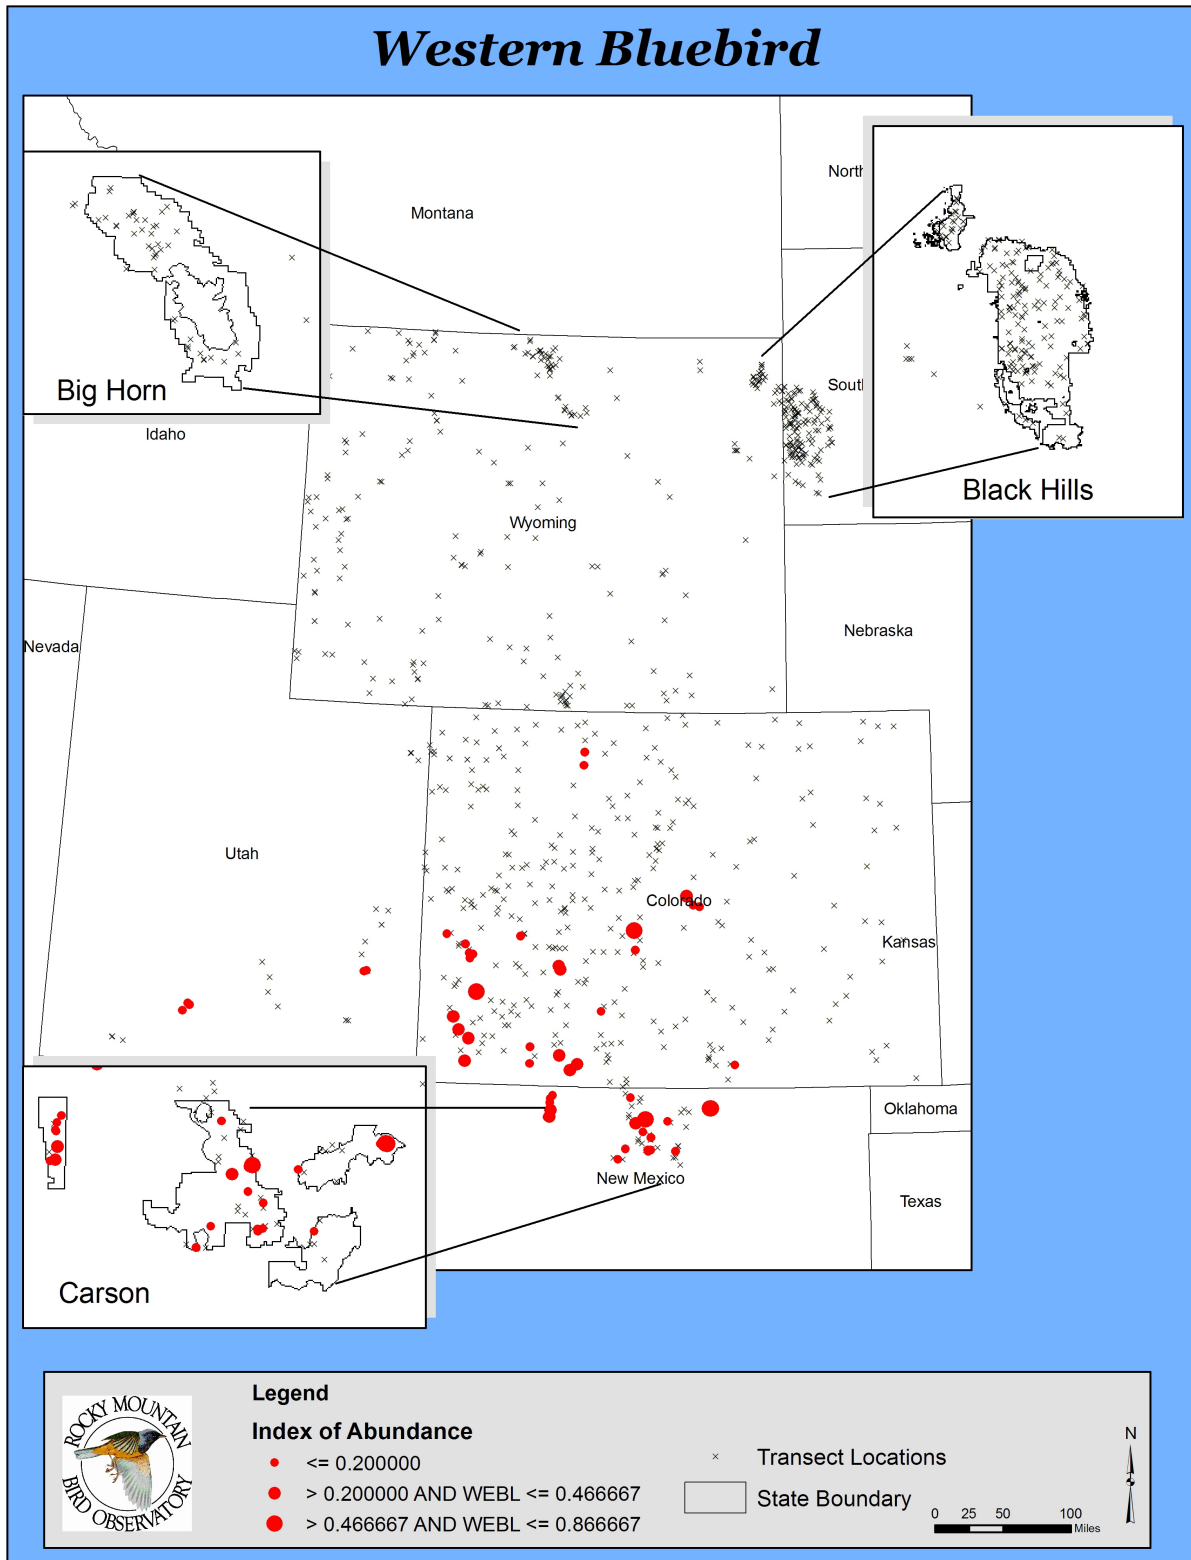 Western Bluebird
North
Montana
South
Big Horn
Idaho
Black Hills
Wyoming
Nebraska
Nevada
Utah
Colorado
Kansas
Oklahoma
New Mexico
Texas
Carson
Legend
Index of Abundance
<= 0.200000
> 0.200000 AND WEBL <= 0.466667
> 0.466667 AND WEBL <= 0.866667
Transect Locations
State Boundary
ROCKY MOUNTAIN
BIRD OBSERVATORY
N
0 25 50 100
Miles